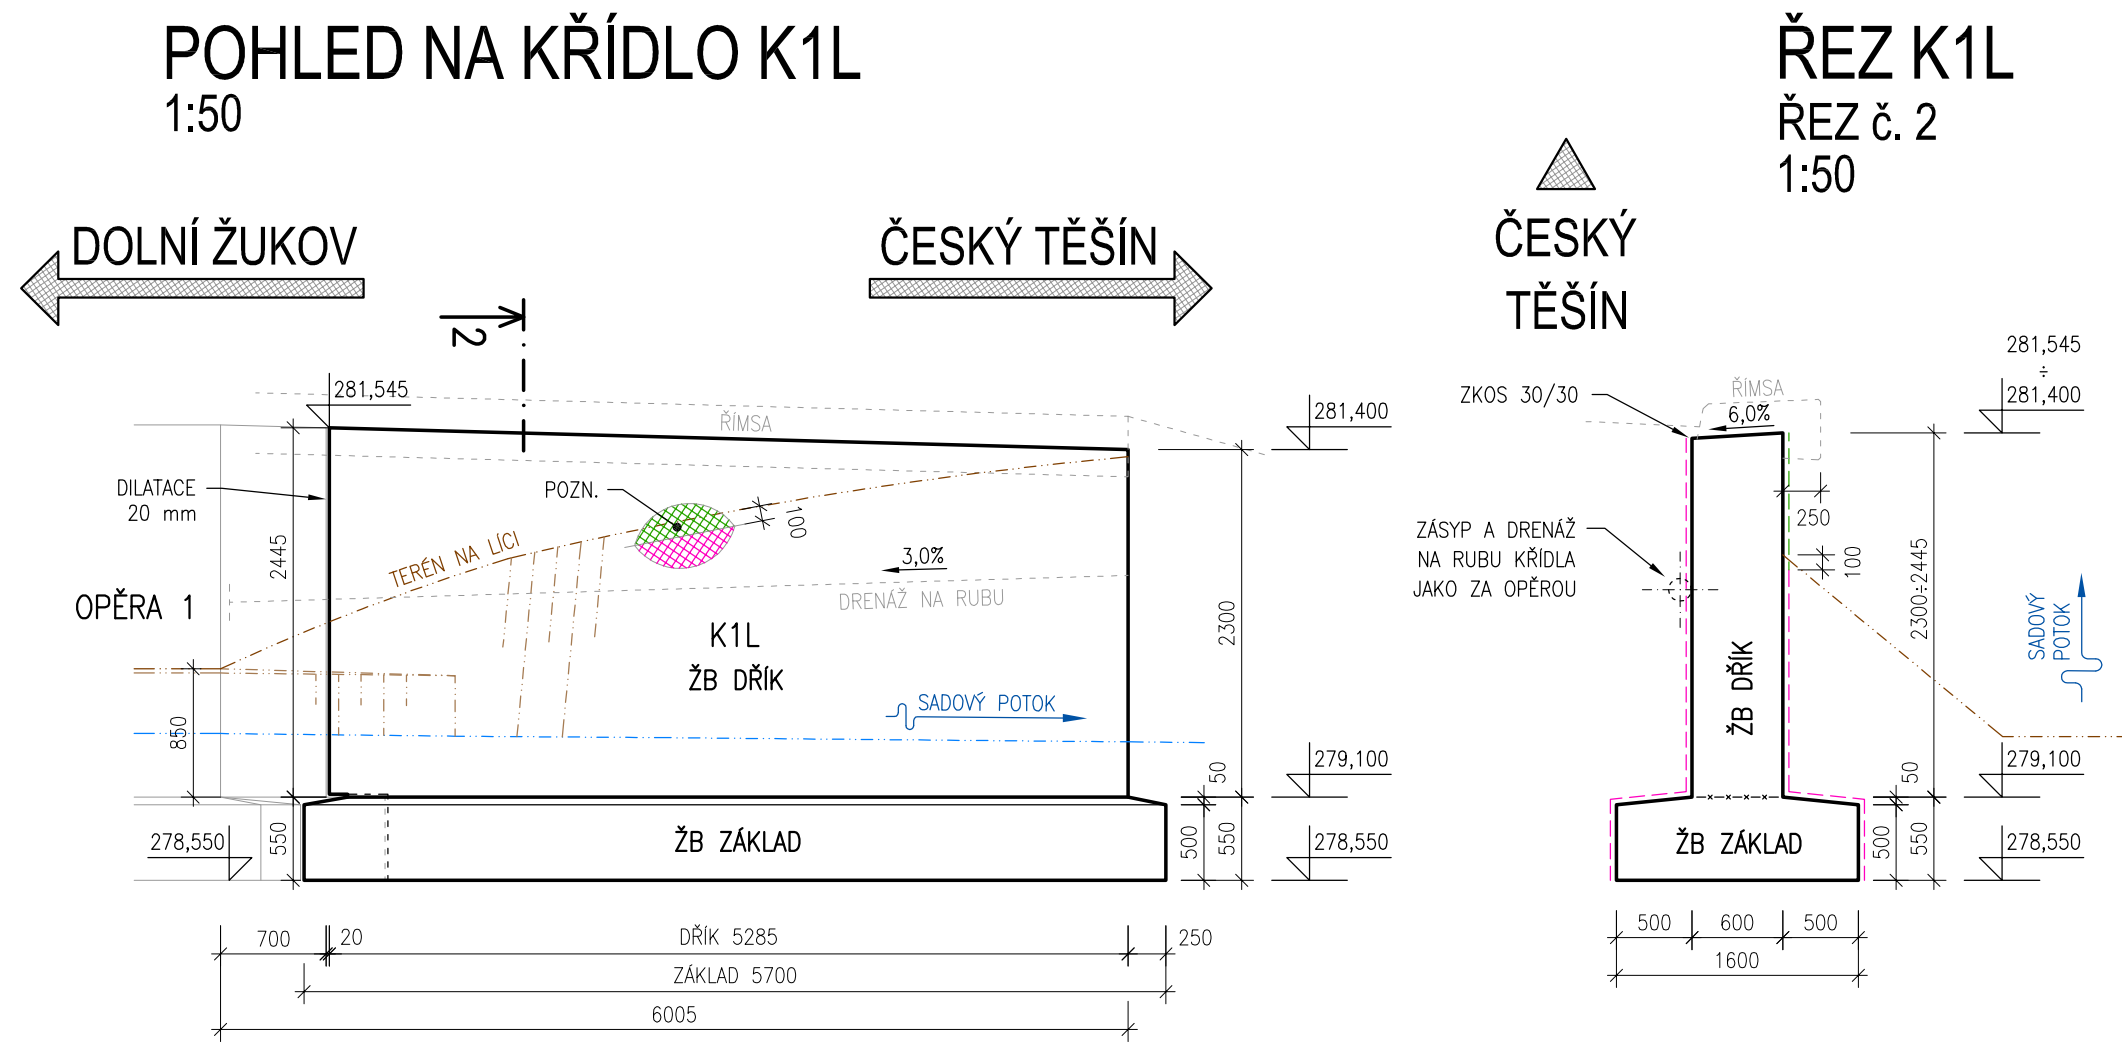 POHLED NA KŘÍDLO K1L
1:50
ŘEZ K1L
ŘEZ č. 2
1:50
DOLNÍ ŽUKOV
ČESKÝ TĚŠÍN
ČESKÝ
TĚŠÍN
2
281,545
ŘÍMSA
281,400
DILATACE
20 mm
POZN.
100
2445
TERÉN NA LÍCI
3,0%
DRENÁŽ NA RUBU
OPĚRA 1
K1L
ŽB DŘÍK
2300
SADOVÝ POTOK
850
279,100
50
278,550
550
ŽB ZÁKLAD
500
550
278,550
700
20
DŘÍK 5285
250
ZÁKLAD 5700
6005
281,545
÷
281,400
ZKOS 30/30
ŘÍMSA
6,0%
250
100
ZÁSYP A DRENÁŽ
NA RUBU KŘÍDLA
JAKO ZA OPĚROU
2300÷2445
SADOVÝ
POTOK
ŽB DŘÍK
279,100
50
ŽB ZÁKLAD
500
550
278,550
500
600
500
1600